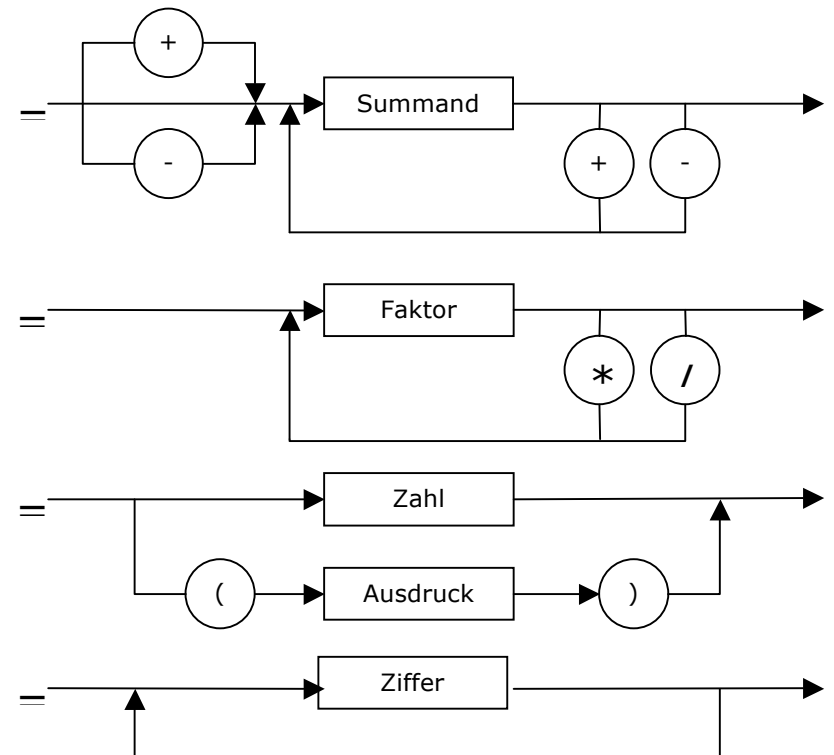 +
= Summand
-
+ -
= Faktor
* /
= Zahl
( Ausdruck )
= Ziffer